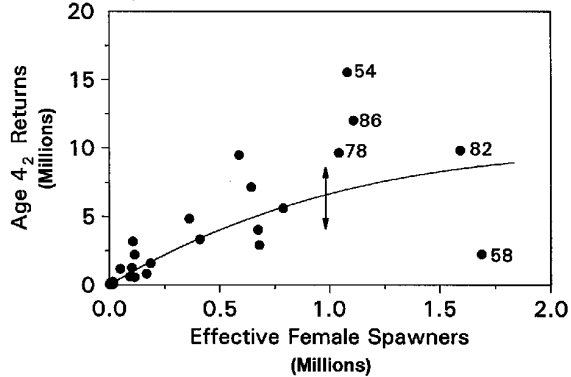 20
15
10
5
0
Age 4₂ Returns
(Millions)
54
86
78
82
58
0.0 0.5 1.0 1.5 2.0
Effective Female Spawners
(Millions)